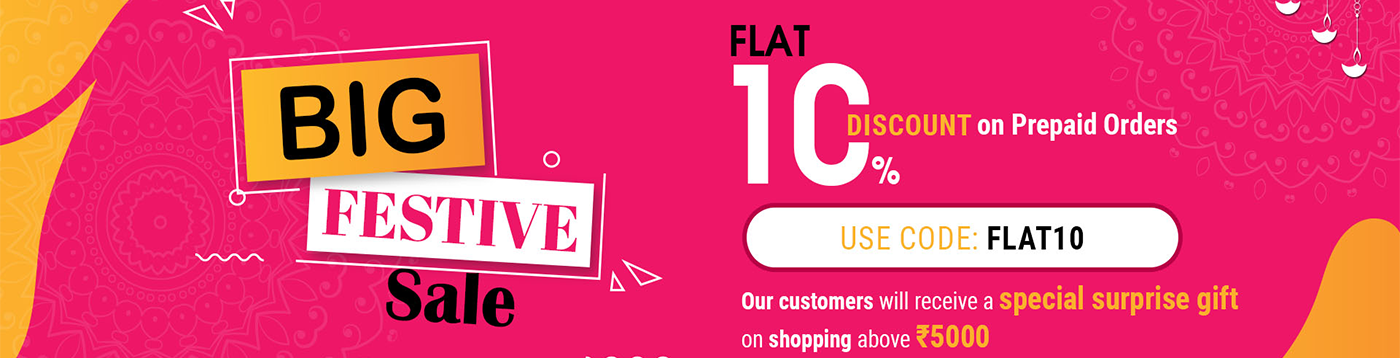 BIG
FESTIVE
Sale
FLAT
10%
DISCOUNT on Prepaid Orders
USE CODE: FLAT10
Our customers will receive a special surprise gift
on shopping above ₹5000